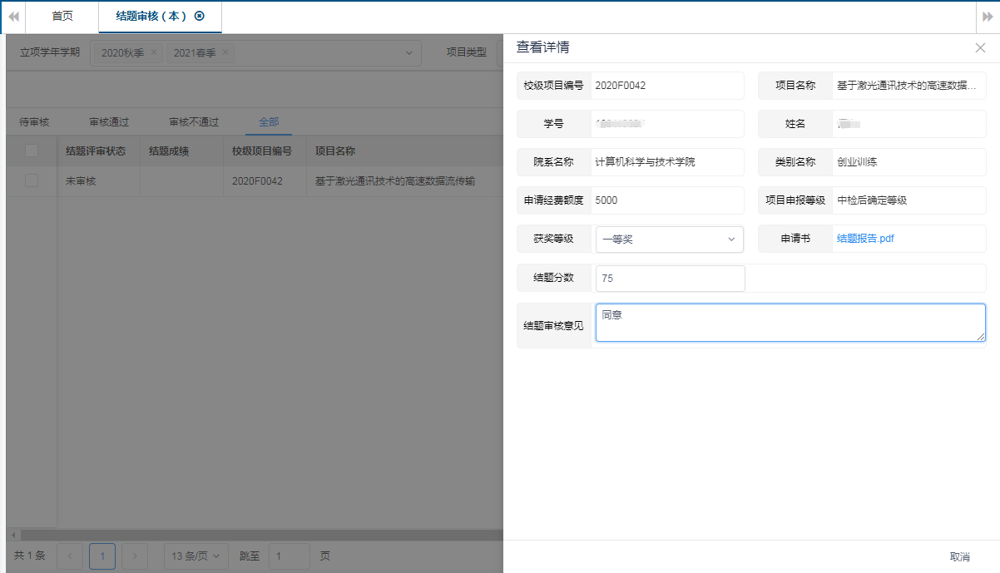 首页
结题审核（本）
立项学年学期
2020秋季 ×
2021春季 ×
项目类型
待审核
审核通过
审核不通过
全部
结题评审状态
结题成绩
校级项目编号
项目名称
未审核
2020F0042
基于激光通讯技术的高速数据流传输
共 1 条
1
13 条/页
跳至
1
页
查看详情
校级项目编号
2020F0042
项目名称
基于激光通讯技术的高速数据...
学号
姓名
院系名称
计算机科学与技术学院
类别名称
创业训练
申请经费额度
5000
项目申报等级
中检后确定等级
获奖等级
一等奖
申请书
结题报告.pdf
结题分数
75
结题审核意见
同意
取消